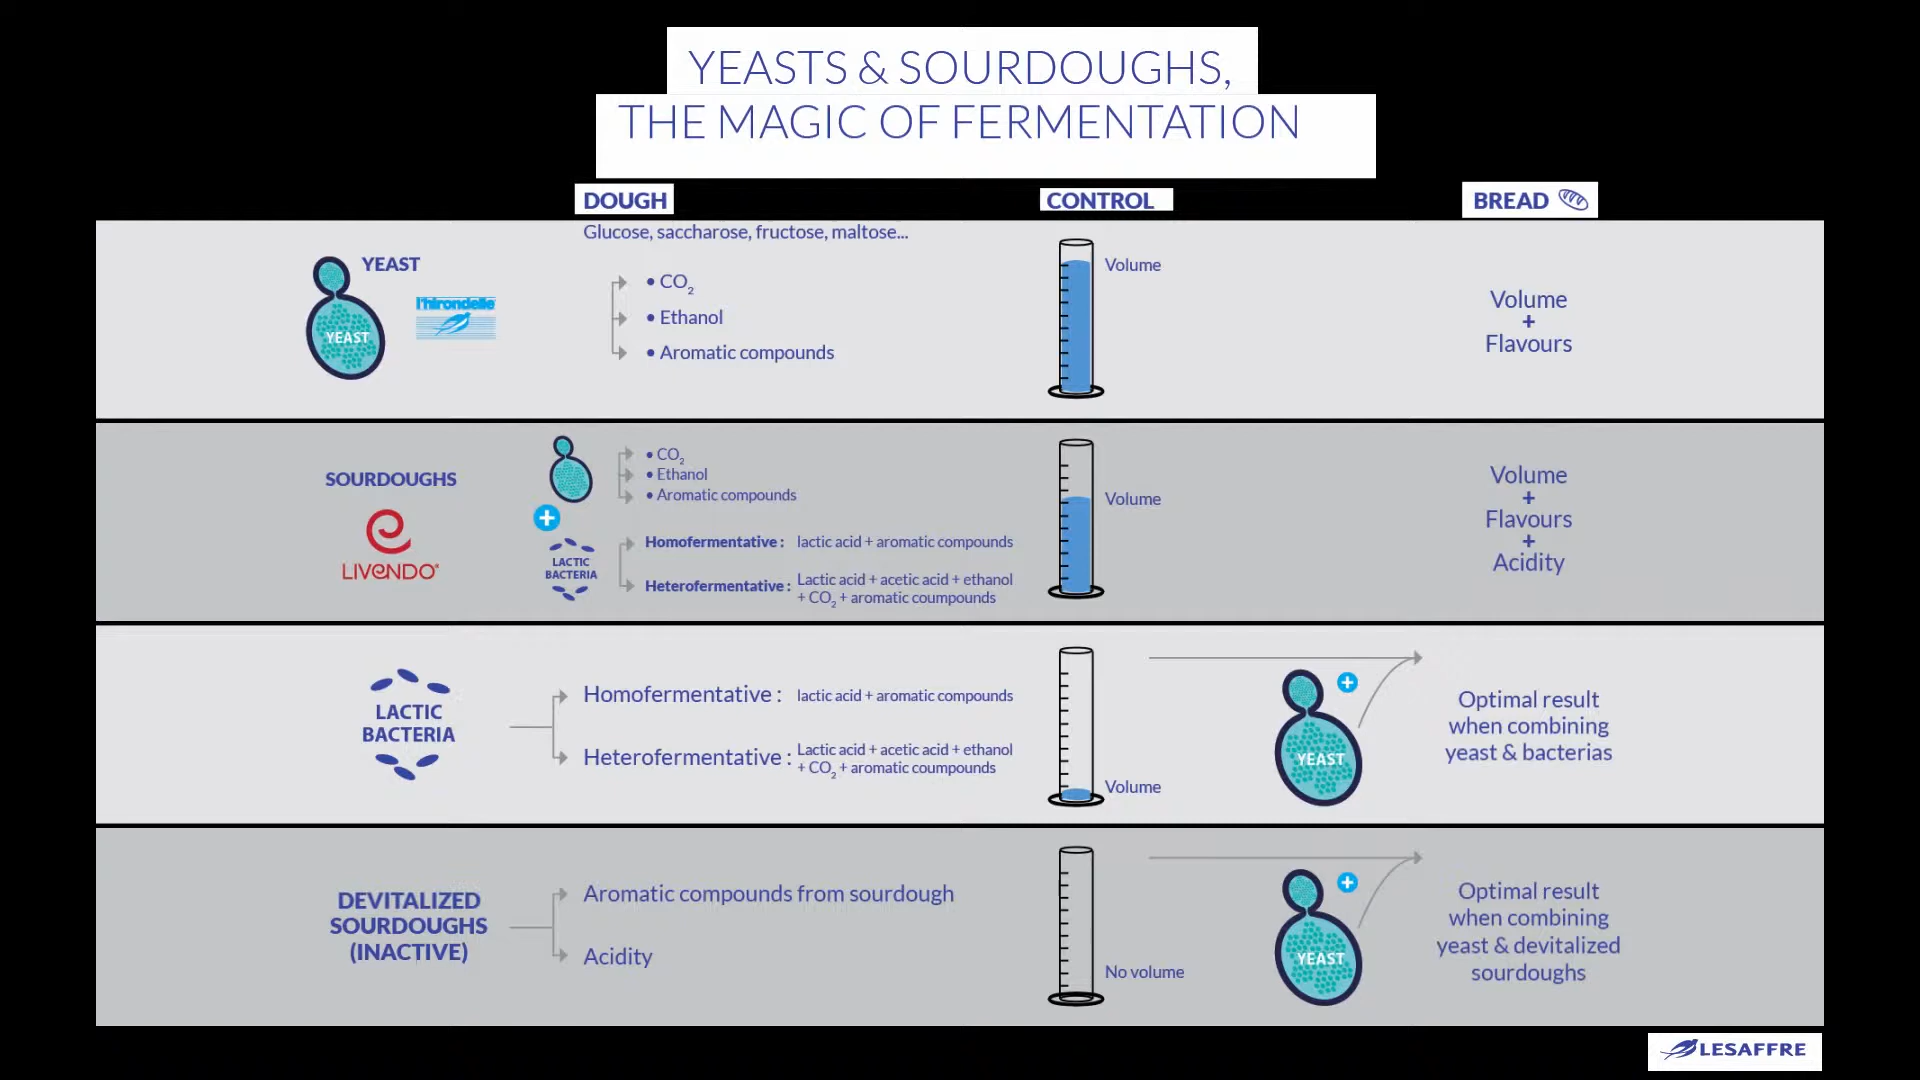 YEASTS & SOURDOUGHS,
THE MAGIC OF FERMENTATION
DOUGH
CONTROL
BREAD
Glucose, saccharose, fructose, maltose...
YEAST
YEAST
l'hirondelle
• CO2
• Ethanol
• Aromatic compounds
Volume
Volume
+
Flavours
SOURDOUGHS
LIVENDO®
• CO2
• Ethanol
• Aromatic compounds
+
LACTIC
BACTERIA
Homofermentative : lactic acid + aromatic compounds
Heterofermentative : Lactic acid + acetic acid + ethanol
+ CO2 + aromatic coumpounds
Volume
Volume
+
Flavours
+
Acidity
LACTIC
BACTERIA
Homofermentative : lactic acid + aromatic compounds
Heterofermentative : Lactic acid + acetic acid + ethanol
+ CO2 + aromatic coumpounds
Volume
+
YEAST
Optimal result
when combining
yeast & bacterias
DEVITALIZED
SOURDOUGHS
(INACTIVE)
Aromatic compounds from sourdough
Acidity
No volume
+
YEAST
Optimal result
when combining
yeast & devitalized
sourdoughs
LESAFFRE